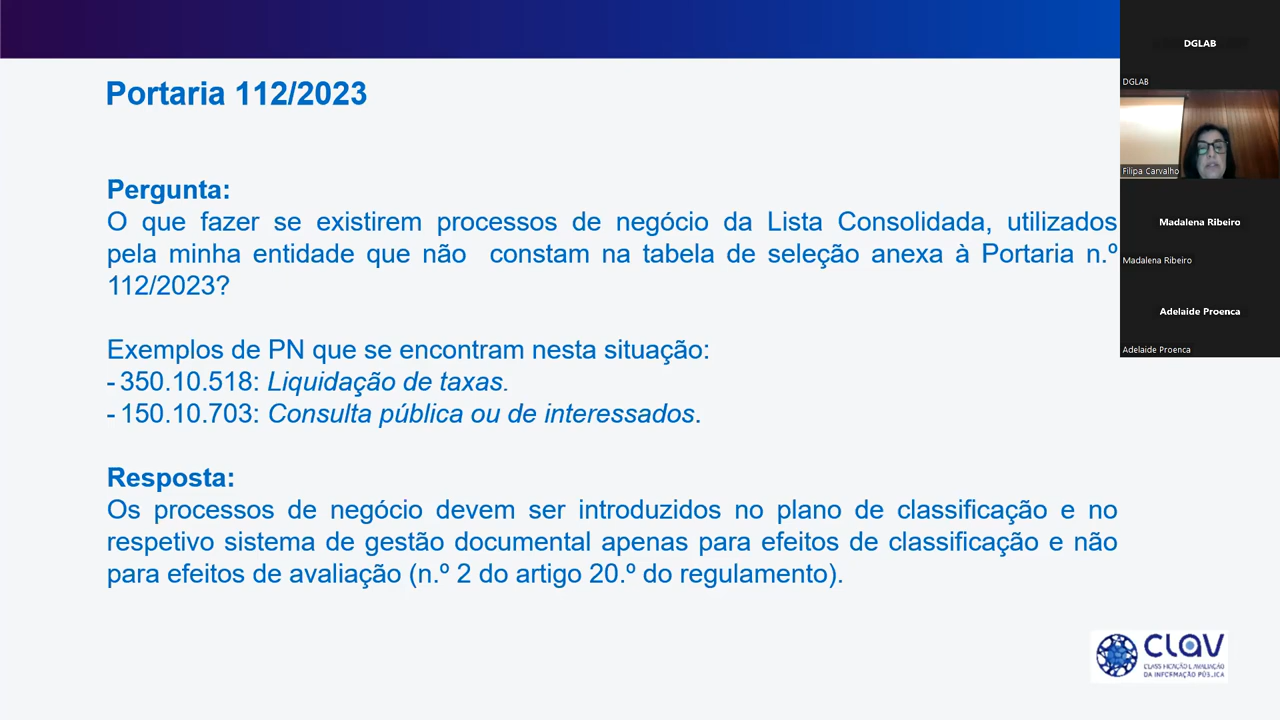 Portaria 112/2023
Pergunta:
O que fazer se existirem processos de negócio da Lista Consolidada, utilizados
pela minha entidade que não constam na tabela de seleção anexa à Portaria n.º
112/2023?
Exemplos de PN que se encontram nesta situação:
- 350.10.518: Liquidação de taxas.
- 150.10.703: Consulta pública ou de interessados.
Resposta:
Os processos de negócio devem ser introduzidos no plano de classificação e no
respetivo sistema de gestão documental apenas para efeitos de classificação e não
para efeitos de avaliação (n.º 2 do artigo 20.º do regulamento).
DGLAB
DGLAB
Filipa Carvalho
Madalena Ribeiro
Madalena Ribeiro
Adelaide Proenca
Adelaide Proenca
CLAV
CLASSIFICAÇÃO E AVALIAÇÃO
DA INFORMAÇÃO PÚBLICA